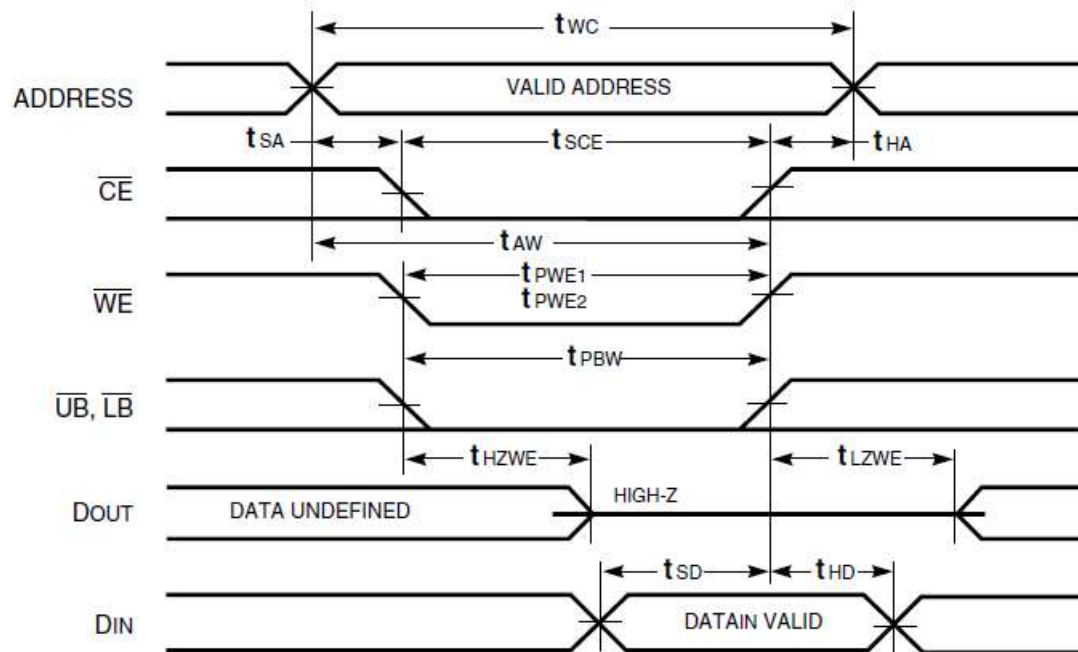 tWC
ADDRESS
VALID ADDRESS
tSA
tSCE
tHA
CE
tAW
tPWE1
WE
tPWE2
tPBW
UB, LB
tHZWE
tLZWE
HIGH-Z
DOUT
DATA UNDEFINED
tSD
tHD
DIN
DATAIN VALID